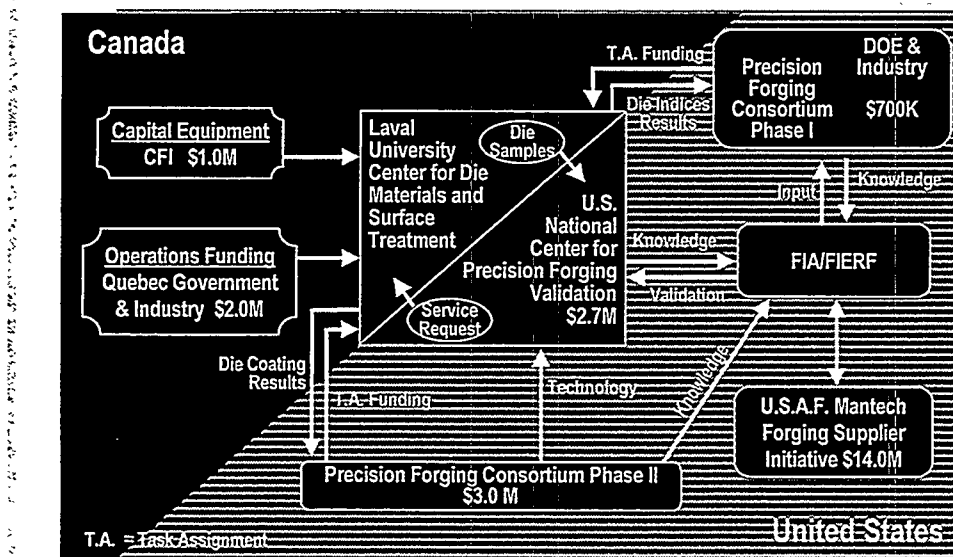 Canada
T.A. Funding
DOE &
Industry
Precision
Forging
Consortium
Phase I
$700K
Die Indices
Results
Capital Equipment
CFI $1.0M
Laval
University
Center for Die
Materials and
Surface
Treatment
Die
Samples
U.S.
National
Center for
Precision Forging
Validation
$2.7M
Service
Request
Input
Knowledge
Operations Funding
Quebec Government
& Industry $2.0M
Knowledge
Validation
FIA/FIERF
Die Coating
Results
T.A. Funding
Technology
Knowledge
U.S.A.F. Mantech
Forging Supplier
Initiative $14.0M
Precision Forging Consortium Phase II
$3.0 M
T.A. = Task Assignment
United States